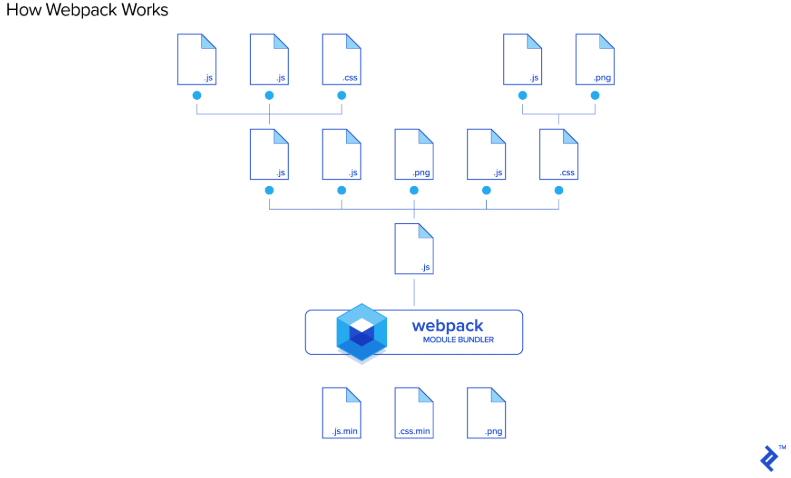 How Webpack Works
.js
.js
.css
.js
.png
.js
.js
.png
.js
.css
.js
webpack
MODULE BUNDLER
.js.min
.css.min
.png
TM